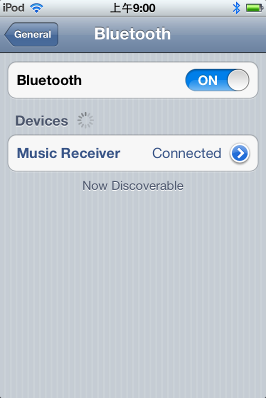 iPod 上午9:00
General Bluetooth
Bluetooth ON
Devices
Music Receiver Connected
Now Discoverable